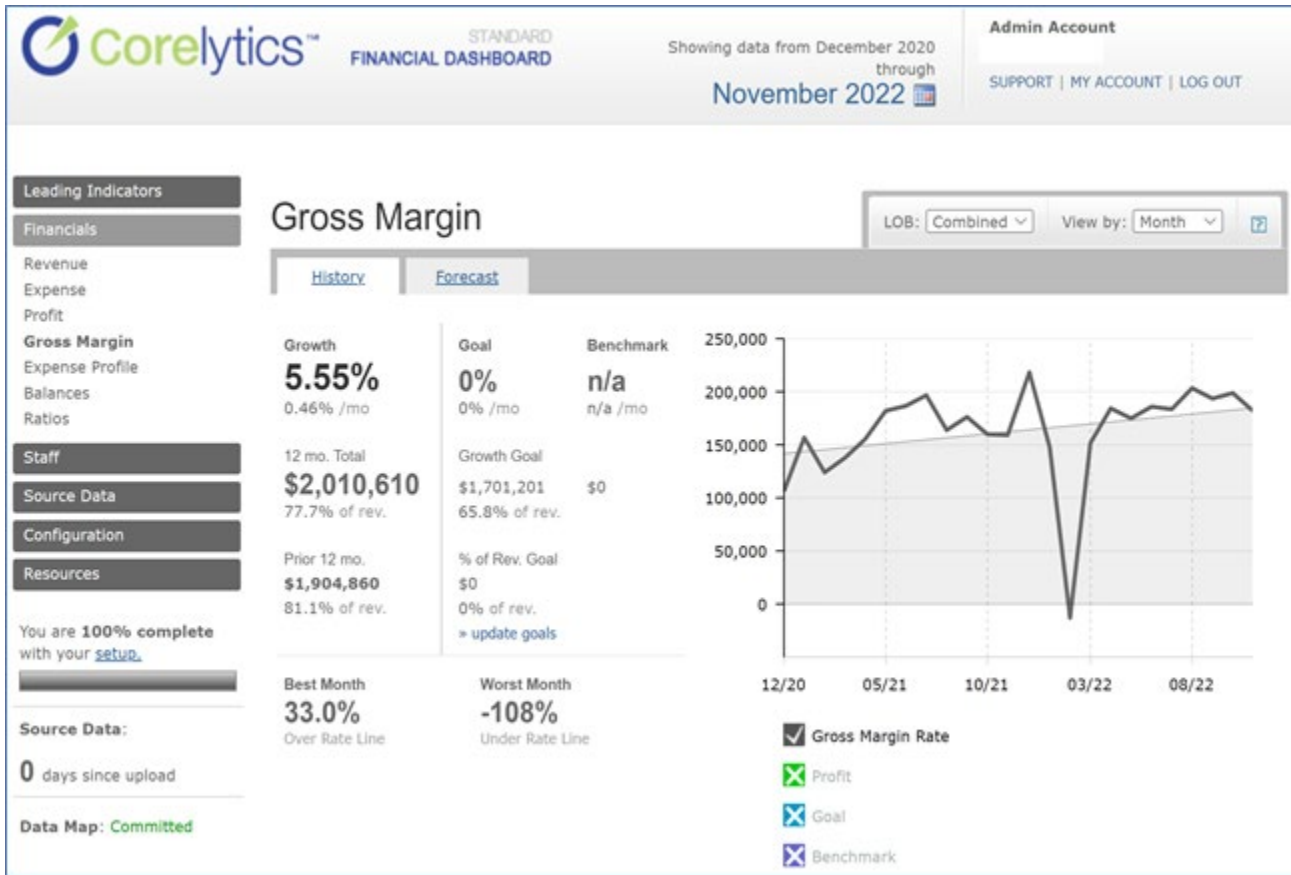 Corelytics™
STANDARD
FINANCIAL DASHBOARD
Showing data from December 2020
through
November 2022
Admin Account
SUPPORT | MY ACCOUNT | LOG OUT
Leading Indicators
Financials
Revenue
Expense
Profit
Gross Margin
Expense Profile
Balances
Ratios
Staff
Source Data
Configuration
Resources
You are 100% complete
with your setup.
Source Data:
0 days since upload
Data Map: Committed
Gross Margin
LOB: Combined View by: Month ?
History Forecast
Growth Goal Benchmark
5.55% 0% n/a
0.46% /mo 0% /mo n/a /mo
12 mo. Total Growth Goal
$2,010,610 $1,701,201 $0
77.7% of rev. 65.8% of rev.
Prior 12 mo. % of Rev. Goal
$1,904,860 $0
81.1% of rev. 0% of rev.
» update goals
Best Month Worst Month
33.0% -108%
Over Rate Line Under Rate Line
250,000
200,000
150,000
100,000
50,000
0
12/20 05/21 10/21 03/22 08/22
Gross Margin Rate
Profit
Goal
Benchmark